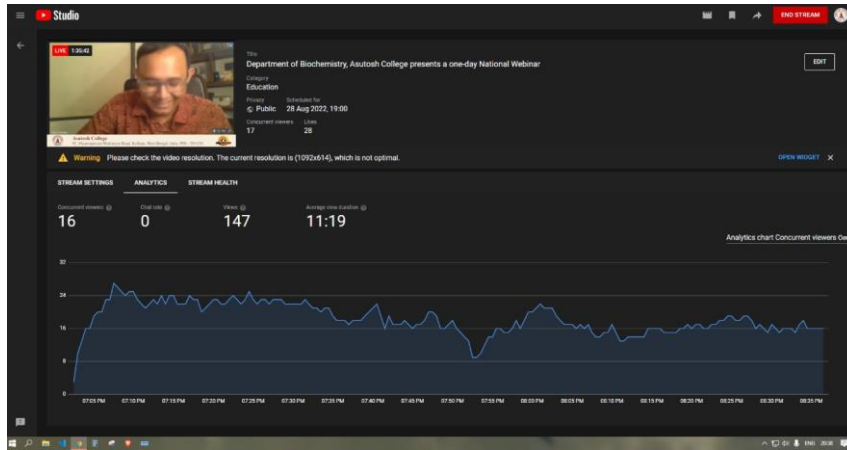 Studio
END STREAM
LIVE 1:35:42
Title
Department of Biochemistry, Asutosh College presents a one-day National Webinar
EDIT
Category
Education
Privacy Scheduled for
Public 28 Aug 2022, 19:00
Concurrent viewers Likes
17 28
Asutosh College
Warning Please check the video resolution. The current resolution is (1092x614), which is not optimal.
OPEN WIDGET
STREAM SETTINGS ANALYTICS STREAM HEALTH
Concurrent viewers Chat rate Views Average view duration
16 0 147 11:19
Analytics chart Concurrent viewers
32
24
16
8
0
07:05 PM 07:10 PM 07:15 PM 07:20 PM 07:25 PM 07:30 PM 07:35 PM 07:40 PM 07:45 PM 07:50 PM 07:55 PM 08:00 PM 08:05 PM 08:10 PM 08:15 PM 08:20 PM 08:25 PM 08:30 PM 08:35 PM
ENG 20:38